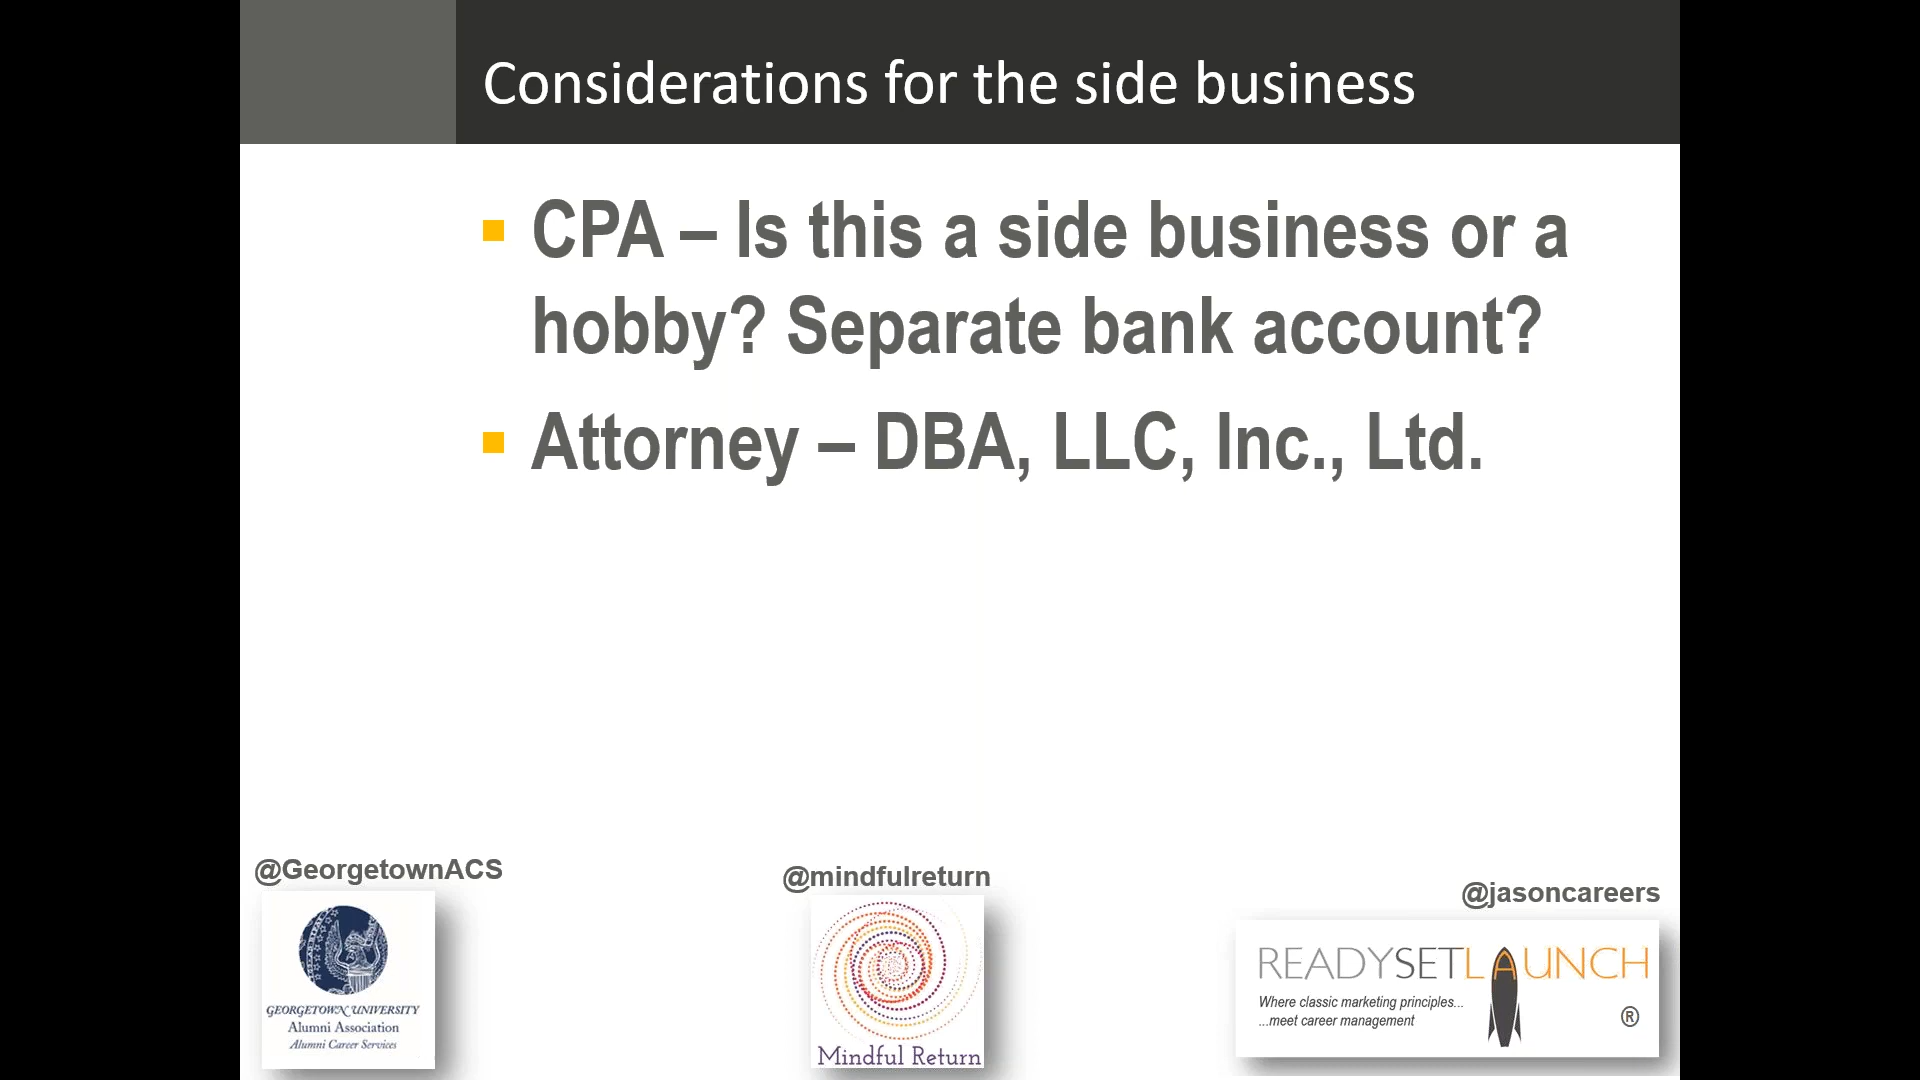 Considerations for the side business
CPA – Is this a side business or a
hobby? Separate bank account?
Attorney – DBA, LLC, Inc., Ltd.
@GeorgetownACS
GEORGETOWN UNIVERSITY
Alumni Association
Alumni Career Services
@mindfulreturn
Mindful Return
@jasoncareers
READYSETLAUNCH
Where classic marketing principles...
...meet career management
®